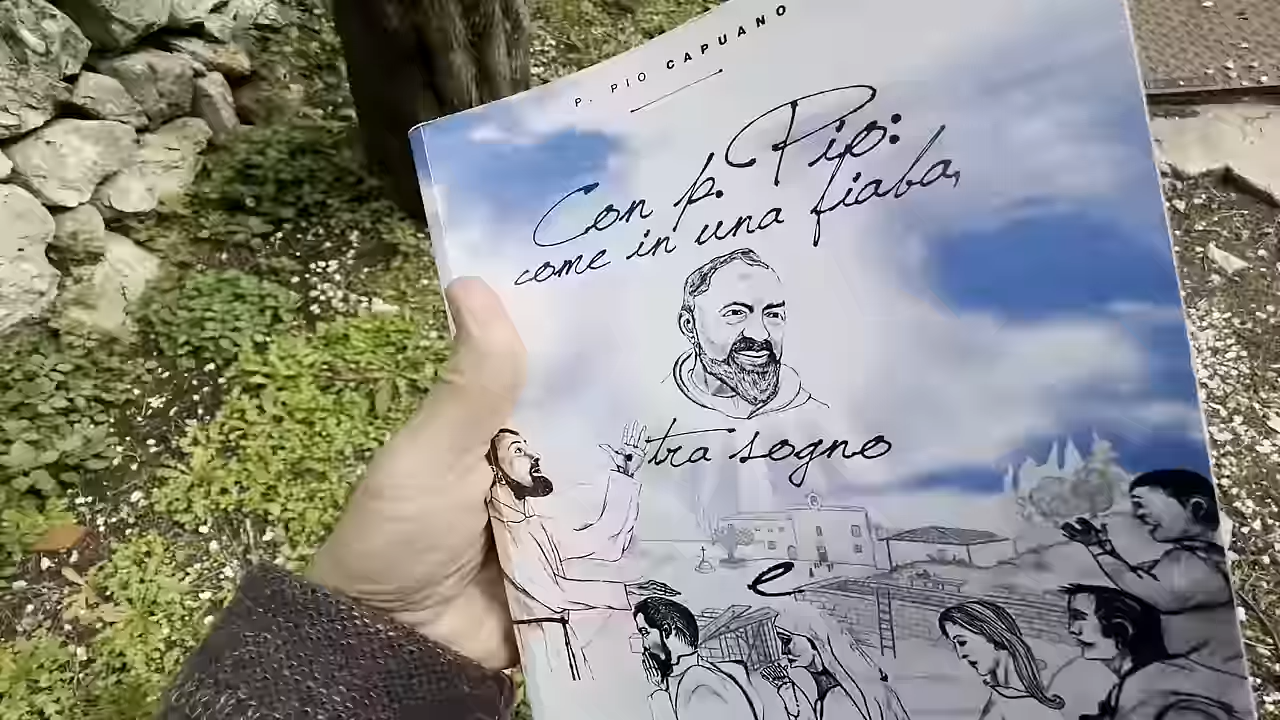 P. PIO CAPUANO
Con p. Pio:
come in una fiaba,
tra sogno
e